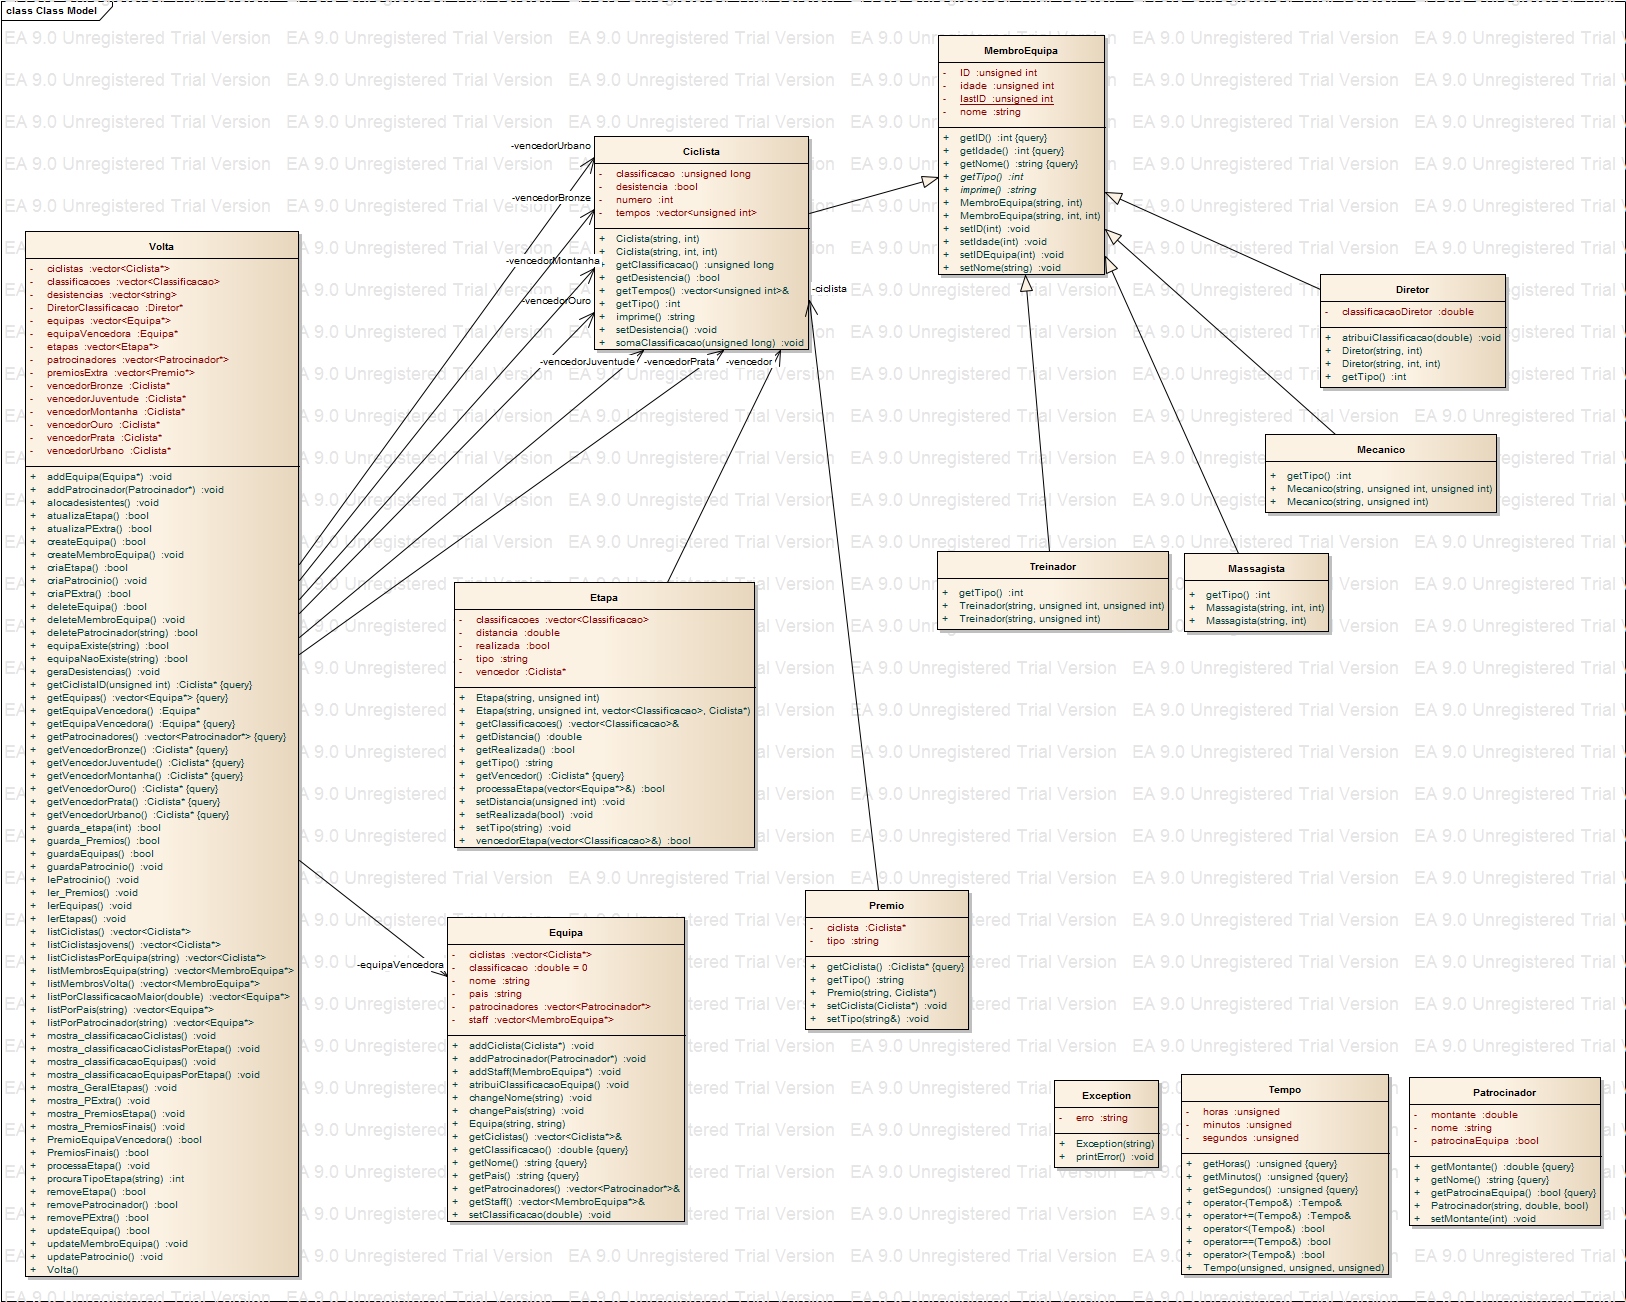 class Class Model
EA 9.0 Unregistered Trial Version
MembroEquipa
- ID :unsigned int
- idade :unsigned int
- lastID :unsigned int
- nome :string
+ getID() :int {query}
+ getIdade() :int {query}
+ getNome() :string {query}
+ getTipo() :int
+ imprime() :string
+ MembroEquipa(string, int)
+ MembroEquipa(string, int, int)
+ setID(int) :void
+ setIdade(int) :void
+ setIDEquipa(int) :void
+ setNome(string) :void
-vencedorUrbano
-vencedorBronze
-vencedorMontanha
-vencedorOuro
-vencedorJuventude
-vencedorPrata
-vencedor
-ciclista
Ciclista
- classificacao :unsigned long
- desistencia :bool
- numero :int
- tempos :vector<unsigned int>
+ Ciclista(string, int)
+ Ciclista(string, int, int)
+ getClassificacao() :unsigned long
+ getDesistencia() :bool
+ getTempos() :vector<unsigned int>&
+ getTipo() :int
+ imprime() :string
+ setDesistencia() :void
+ somaClassificacao(unsigned long) :void
Volta
- ciclistas :vector<Ciclista*>
- classificacoes :vector<Classificacao>
- desistencias :vector<string>
- DiretorClassificacao :Diretor*
- equipas :vector<Equipa*>
- equipaVencedora :Equipa*
- etapas :vector<Etapa*>
- patrocinadores :vector<Patrocinador*>
- premiosExtra :vector<Premio*>
- vencedorBronze :Ciclista*
- vencedorJuventude :Ciclista*
- vencedorMontanha :Ciclista*
- vencedorOuro :Ciclista*
- vencedorPrata :Ciclista*
- vencedorUrbano :Ciclista*
+ addEquipa(Equipa*) :void
+ addPatrocinador(Patrocinador*) :void
+ alocadesistentes() :void
+ atualizaEtapa() :bool
+ atualizaPExtra() :bool
+ createEquipa() :bool
+ createMembroEquipa() :void
+ criaEtapa() :bool
+ criaPatrocinio() :void
+ criaPExtra() :bool
+ deleteEquipa() :bool
+ deleteMembroEquipa() :void
+ deletePatrocinador(string) :bool
+ equipaExiste(string) :bool
+ equipaNaoExiste(string) :bool
+ geraDesistencias() :void
+ getCiclistaID(unsigned int) :Ciclista* {query}
+ getEquipas() :vector<Equipa*> {query}
+ getEquipaVencedora() :Equipa*
+ getEquipaVencedora() :Equipa* {query}
+ getPatrocinadores() :vector<Patrocinador*> {query}
+ getVencedorBronze() :Ciclista* {query}
+ getVencedorJuventude() :Ciclista* {query}
+ getVencedorMontanha() :Ciclista* {query}
+ getVencedorOuro() :Ciclista* {query}
+ getVencedorPrata() :Ciclista* {query}
+ getVencedorUrbano() :Ciclista* {query}
+ guarda_etapa(int) :bool
+ guarda_Premios() :bool
+ guardaEquipas() :bool
+ guardaPatrocinio() :void
+ lePatrocinio() :void
+ ler_Premios() :void
+ lerEquipas() :void
+ lerEtapas() :void
+ listCiclistas() :vector<Ciclista*>
+ listCiclistasjovens() :vector<Ciclista*>
+ listCiclistasPorEquipa(string) :vector<Ciclista*>
+ listMembrosEquipa(string) :vector<MembroEquipa*>
+ listMembrosVolta() :vector<MembroEquipa*>
+ listPorClassificacaoMaior(double) :vector<Equipa*>
+ listPorPais(string) :vector<Equipa*>
+ listPorPatrocinador(string) :vector<Equipa*>
+ mostra_classificacaoCiclistas() :void
+ mostra_classificacaoCiclistasPorEtapa() :void
+ mostra_classificacaoEquipas() :void
+ mostra_classificacaoEquipasPorEtapa() :void
+ mostra_GeralEtapas() :void
+ mostra_PExtra() :void
+ mostra_PremiosEtapa() :void
+ mostra_PremiosFinais() :void
+ PremioEquipaVencedora() :bool
+ PremiosFinais() :bool
+ processaEtapa() :void
+ procuraTipoEtapa(string) :int
+ removeEtapa() :bool
+ removePatrocinador() :bool
+ removePExtra() :bool
+ updateEquipa() :bool
+ updateMembroEquipa() :void
+ updatePatrocinio() :void
+ Volta()
Diretor
- classificacaoDiretor :double
+ atribuiClassificacao(double) :void
+ Diretor(string, int)
+ Diretor(string, int, int)
+ getTipo() :int
Mecanico
+ getTipo() :int
+ Mecanico(string, unsigned int, unsigned int)
+ Mecanico(string, unsigned int)
Treinador
+ getTipo() :int
+ Treinador(string, unsigned int, unsigned int)
+ Treinador(string, unsigned int)
Massagista
+ getTipo() :int
+ Massagista(string, int, int)
+ Massagista(string, int)
Etapa
- classificacoes :vector<Classificacao>
- distancia :double
- realizada :bool
- tipo :string
- vencedor :Ciclista*
+ Etapa(string, unsigned int)
+ Etapa(string, unsigned int, vector<Classificacao>, Ciclista*)
+ getClassificacoes() :vector<Classificacao>&
+ getDistancia() :double
+ getRealizada() :bool
+ getTipo() :string
+ getVencedor() :Ciclista* {query}
+ processaEtapa(vector<Equipa*>&) :bool
+ setDistancia(unsigned int) :void
+ setRealizada(bool) :void
+ setTipo(string) :void
+ vencedorEtapa(vector<Classificacao>&) :bool
-equipaVencedora
Equipa
- ciclistas :vector<Ciclista*>
- classificacao :double = 0
- nome :string
- pais :string
- patrocinadores :vector<Patrocinador*>
- staff :vector<MembroEquipa*>
+ addCiclista(Ciclista*) :void
+ addPatrocinador(Patrocinador*) :void
+ addStaff(MembroEquipa*) :void
+ atribuiClassificacaoEquipa() :void
+ changeNome(string) :void
+ changePais(string) :void
+ Equipa(string, string)
+ getCiclistas() :vector<Ciclista*>&
+ getClassificacao() :double {query}
+ getNome() :string {query}
+ getPais() :string {query}
+ getPatrocinadores() :vector<Patrocinador*>&
+ getStaff() :vector<MembroEquipa*>&
+ setClassificacao(double) :void
Premio
- ciclista :Ciclista*
- tipo :string
+ getCiclista() :Ciclista* {query}
+ getTipo() :string
+ Premio(string, Ciclista*)
+ setCiclista(Ciclista*) :void
+ setTipo(string&) :void
Exception
- erro :string
+ Exception(string)
+ printError() :void
Tempo
- horas :unsigned
- minutos :unsigned
- segundos :unsigned
+ getHoras() :unsigned {query}
+ getMinutos() :unsigned {query}
+ getSegundos() :unsigned {query}
+ operator-(Tempo&) :Tempo&
+ operator+=(Tempo&) :Tempo&
+ operator<(Tempo&) :bool
+ operator==(Tempo&) :bool
+ operator>(Tempo&) :bool
+ Tempo(unsigned, unsigned, unsigned)
Patrocinador
- montante :double
- nome :string
- patrocinaEquipa :bool
+ getMontante() :double {query}
+ getNome() :string {query}
+ getPatrocinaEquipa() :bool {query}
+ Patrocinador(string, double, bool)
+ setMontante(int) :void